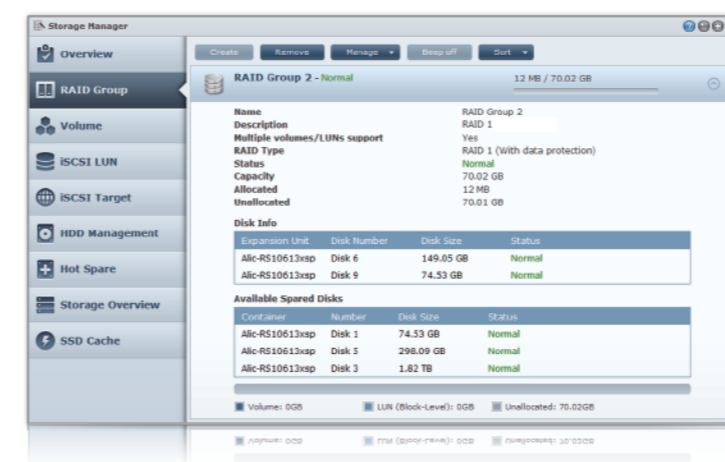 Storage Manager
Overview
RAID Group
Volume
iSCSI LUN
iSCSI Target
HDD Management
Hot Spare
Storage Overview
SSD Cache
Create Remove Manage Beep off Sort
RAID Group 2 - Normal 12 MB / 70.02 GB
Name RAID Group 2
Description RAID 1
Multiple volumes/LUNs support Yes
RAID Type RAID 1 (With data protection)
Status Normal
Capacity 70.02 GB
Allocated 12 MB
Unallocated 70.01 GB
Disk Info
Expansion Unit Disk Number Disk Size Status
Alic-RS10613xsp Disk 6 149.05 GB Normal
Alic-RS10613xsp Disk 9 74.53 GB Normal
Available Spared Disks
Container Number Disk Size Status
Alic-RS10613xsp Disk 1 74.53 GB Normal
Alic-RS10613xsp Disk 5 298.09 GB Normal
Alic-RS10613xsp Disk 3 1.82 TB Normal
Volume: 0GB LUN (Block-Level): 0GB Unallocated: 70.02GB